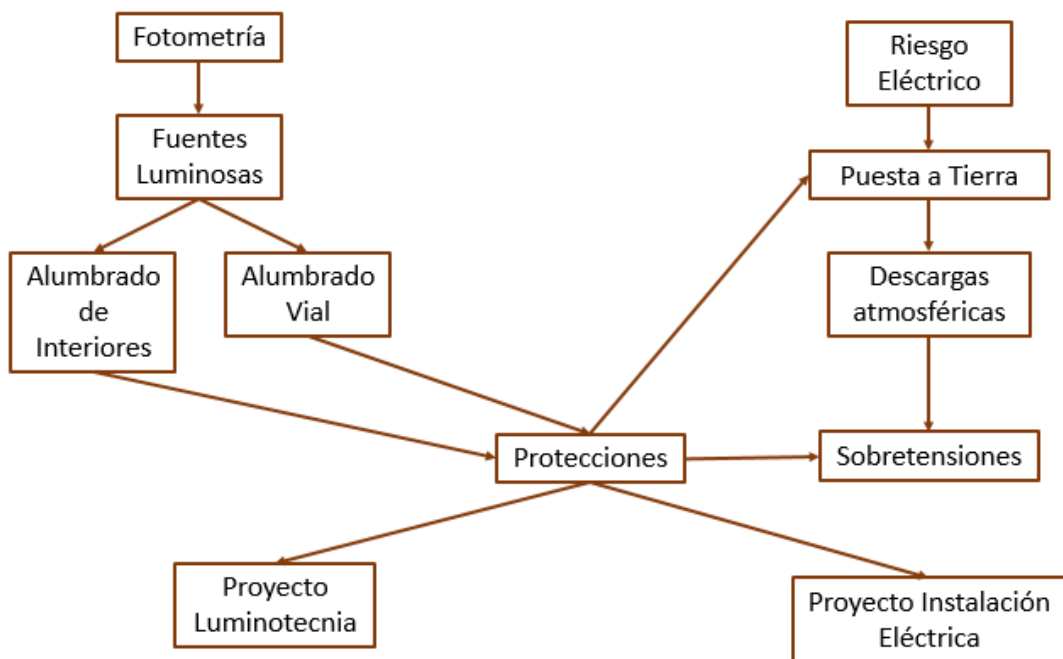 Fotometría
Riesgo
Eléctrico
Fuentes
Luminosas
Puesta a Tierra
Alumbrado
de
Interiores
Alumbrado
Vial
Descargas
atmosféricas
Protecciones
Sobretensiones
Proyecto
Luminotecnia
Proyecto Instalación
Eléctrica